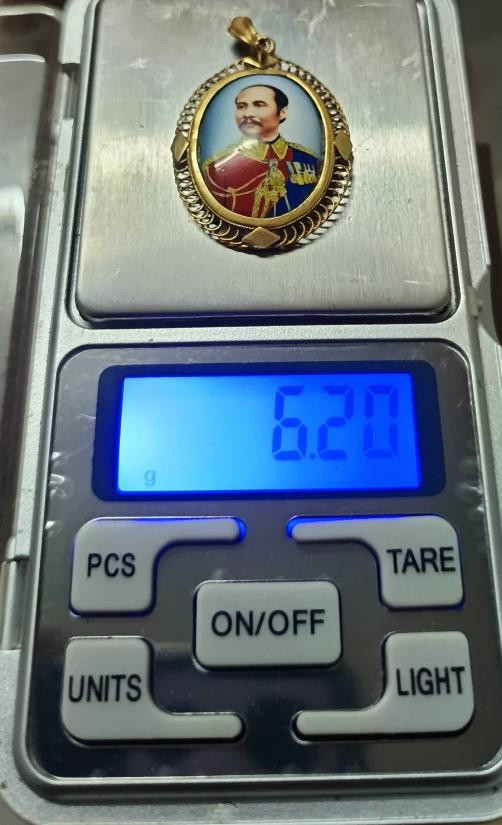 6.20
g
PCS
TARE
ON/OFF
UNITS
LIGHT